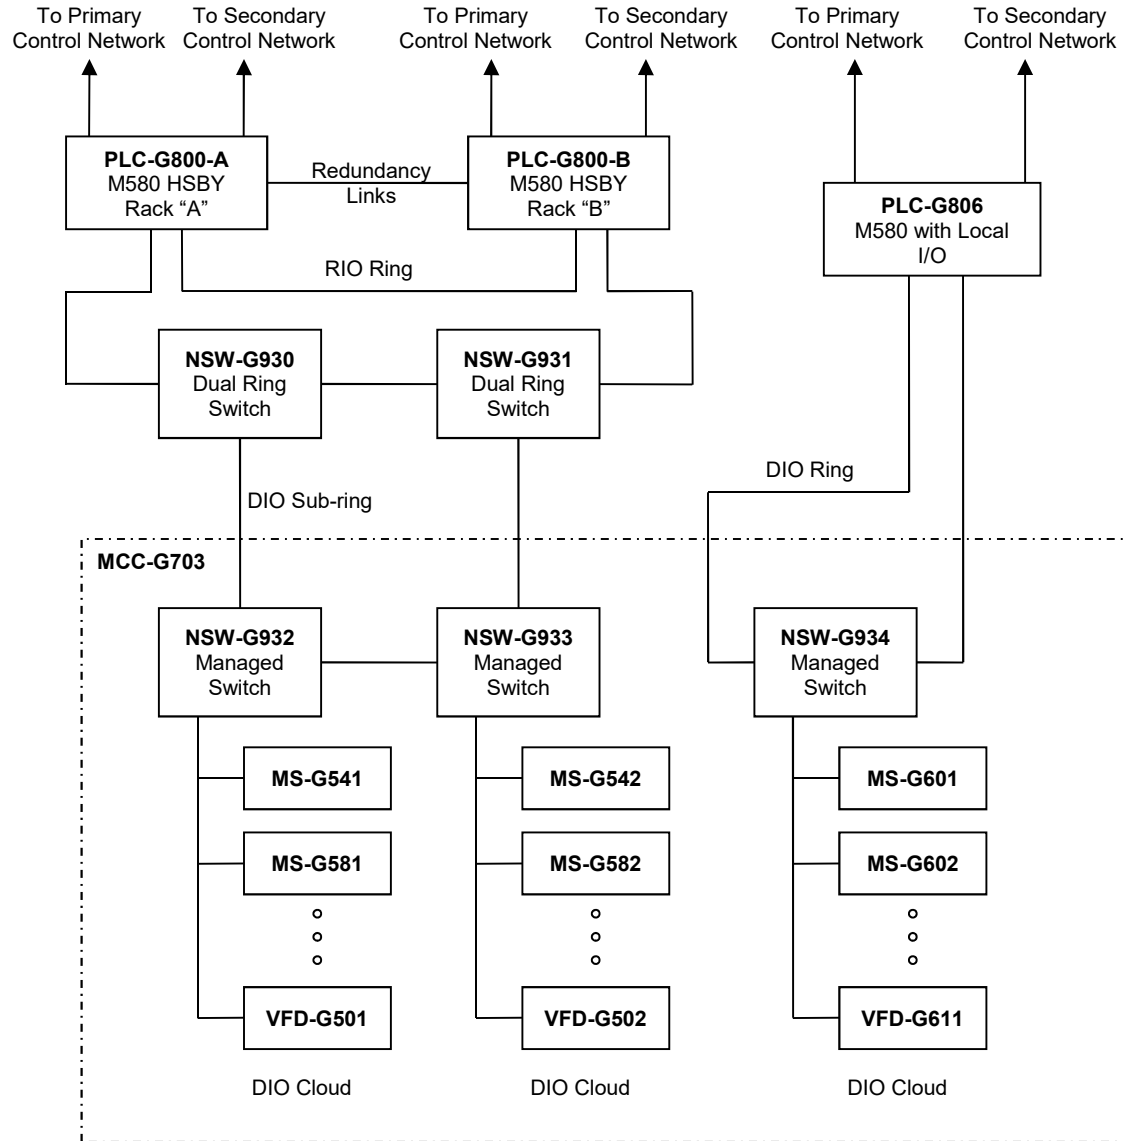 To Primary
Control Network
To Secondary
Control Network
To Primary
Control Network
To Secondary
Control Network
To Primary
Control Network
To Secondary
Control Network
PLC-G800-A
M580 HSBY
Rack “A”
Redundancy
Links
PLC-G800-B
M580 HSBY
Rack “B”
PLC-G806
M580 with Local
I/O
RIO Ring
NSW-G930
Dual Ring
Switch
NSW-G931
Dual Ring
Switch
DIO Ring
DIO Sub-ring
MCC-G703
NSW-G932
Managed
Switch
NSW-G933
Managed
Switch
NSW-G934
Managed
Switch
MS-G541
MS-G542
MS-G601
MS-G581
MS-G582
MS-G602
VFD-G501
VFD-G502
VFD-G611
DIO Cloud
DIO Cloud
DIO Cloud